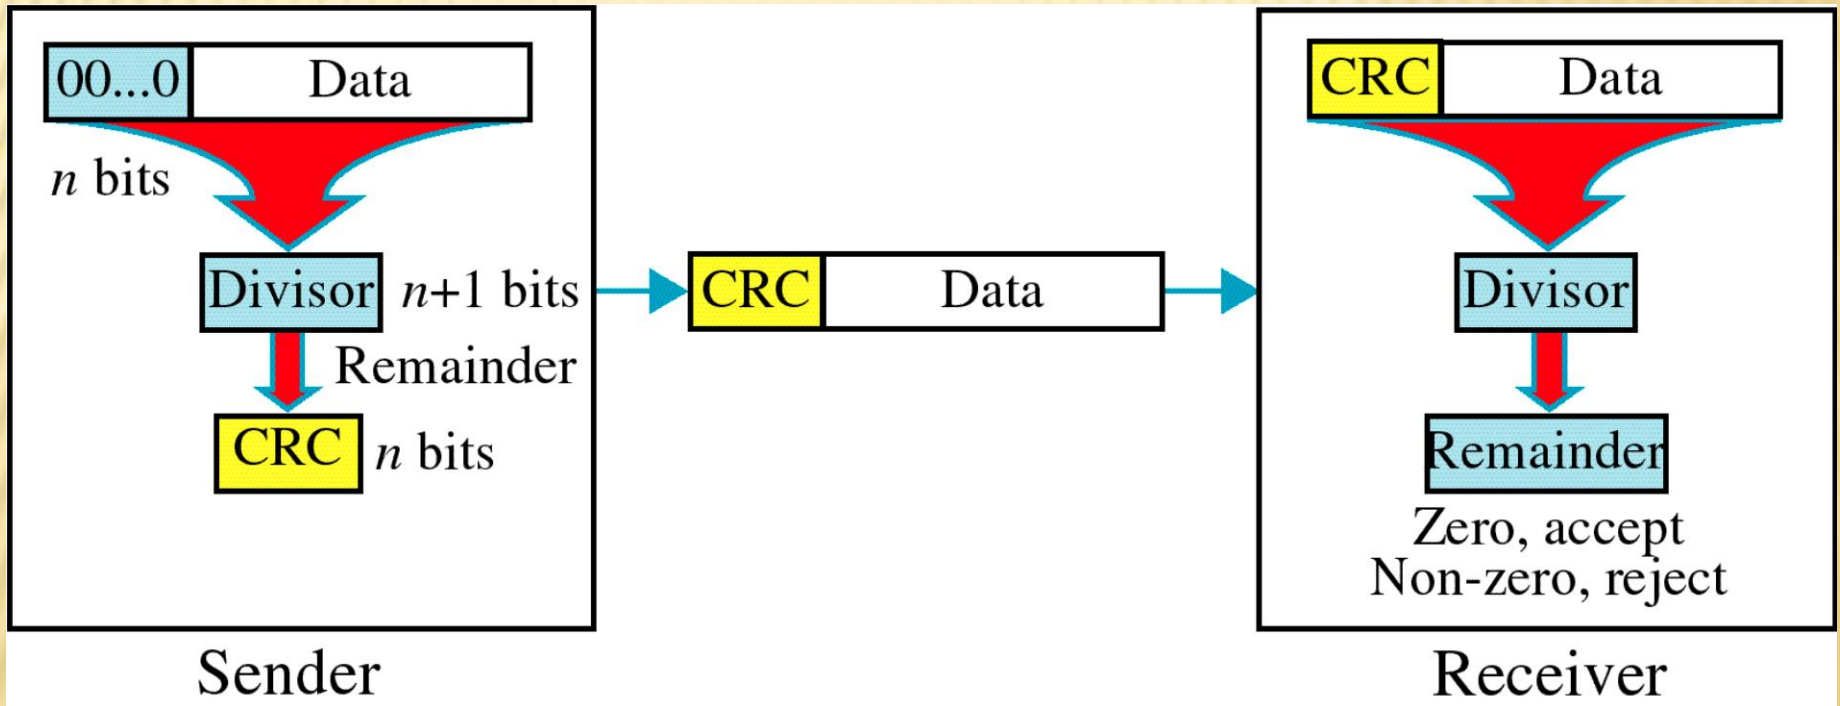 00...0 Data
n bits
Divisor n+1 bits
Remainder
CRC n bits
Sender
CRC Data
CRC Data
Divisor
Remainder
Zero, accept
Non-zero, reject
Receiver